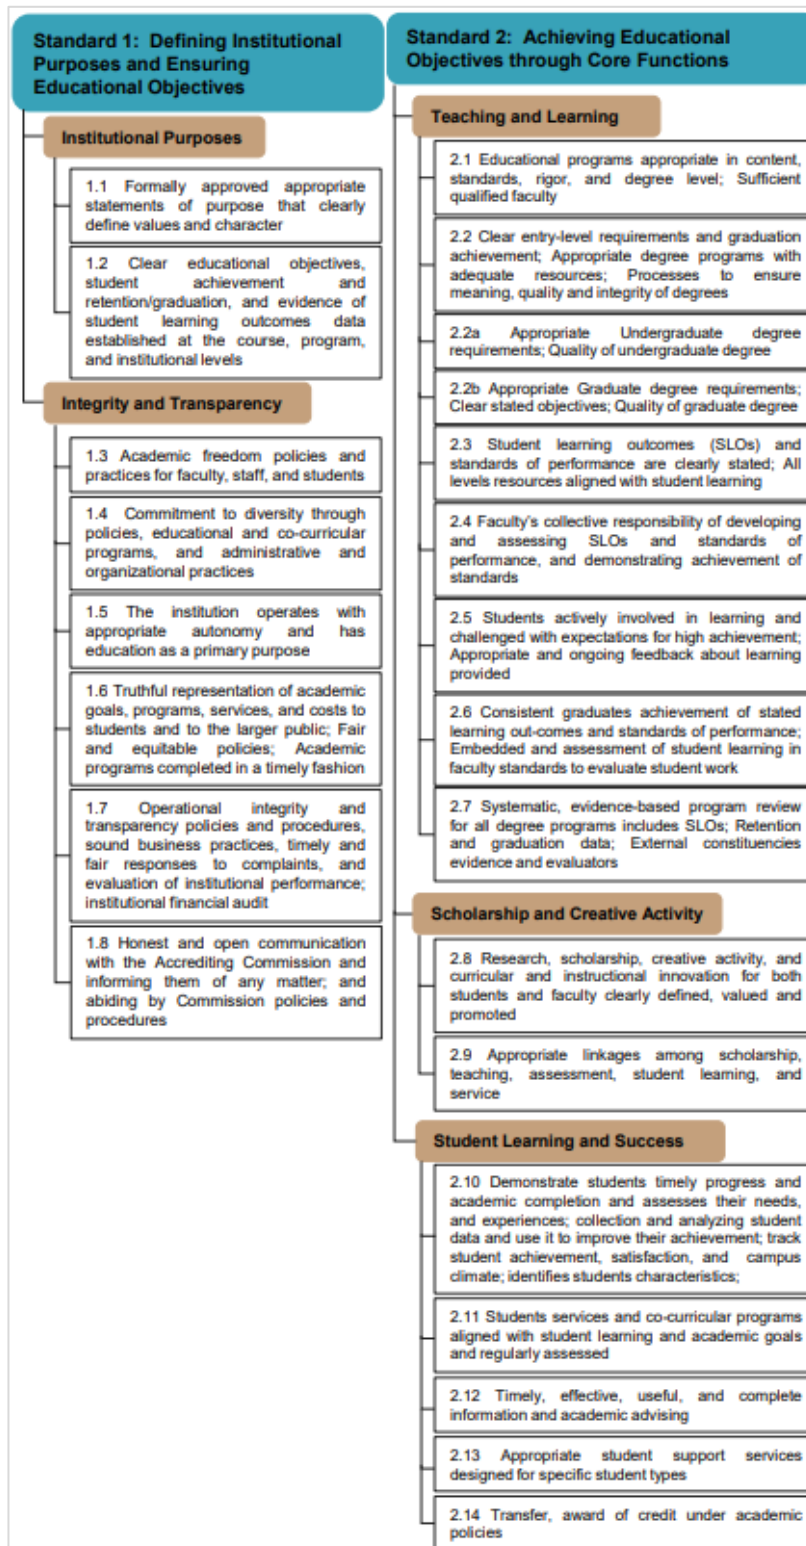 Standard 1: Defining Institutional
Purposes and Ensuring
Educational Objectives
Institutional Purposes
1.1 Formally approved appropriate
statements of purpose that clearly
define values and character
1.2 Clear educational objectives,
student achievement and
retention/graduation, and evidence of
student learning outcomes data
established at the course, program,
and institutional levels
Integrity and Transparency
1.3 Academic freedom policies and
practices for faculty, staff, and students
1.4 Commitment to diversity through
policies, educational and co-curricular
programs, and administrative and
organizational practices
1.5 The institution operates with
appropriate autonomy and has
education as a primary purpose
1.6 Truthful representation of academic
goals, programs, services, and costs to
students and to the larger public; Fair
and equitable policies; Academic
programs completed in a timely fashion
1.7 Operational integrity and
transparency policies and procedures,
sound business practices, timely and
fair responses to complaints, and
evaluation of institutional performance;
institutional financial audit
1.8 Honest and open communication
with the Accrediting Commission and
informing them of any matter; and
abiding by Commission policies and
procedures
Standard 2: Achieving Educational
Objectives through Core Functions
Teaching and Learning
2.1 Educational programs appropriate in content,
standards, rigor, and degree level; Sufficient
qualified faculty
2.2 Clear entry-level requirements and graduation
achievement; Appropriate degree programs with
adequate resources; Processes to ensure
meaning, quality and integrity of degrees
2.2a Appropriate Undergraduate degree
requirements; Quality of undergraduate degree
2.2b Appropriate Graduate degree requirements;
Clear stated objectives; Quality of graduate degree
2.3 Student learning outcomes (SLOs) and
standards of performance are clearly stated; All
levels resources aligned with student learning
2.4 Faculty's collective responsibility of developing
and assessing SLOs and standards of
performance, and demonstrating achievement of
standards
2.5 Students actively involved in learning and
challenged with expectations for high achievement;
Appropriate and ongoing feedback about learning
provided
2.6 Consistent graduates achievement of stated
learning out-comes and standards of performance;
Embedded and assessment of student learning in
faculty standards to evaluate student work
2.7 Systematic, evidence-based program review
for all degree programs includes SLOs; Retention
and graduation data; External constituencies
evidence and evaluators
Scholarship and Creative Activity
2.8 Research, scholarship, creative activity, and
curricular and instructional innovation for both
students and faculty clearly defined, valued and
promoted
2.9 Appropriate linkages among scholarship,
teaching, assessment, student learning, and
service
Student Learning and Success
2.10 Demonstrate students timely progress and
academic completion and assesses their needs,
and experiences; collection and analyzing student
data and use it to improve their achievement; track
student achievement, satisfaction, and campus
climate; identifies students characteristics;
2.11 Students services and co-curricular programs
aligned with student learning and academic goals
and regularly assessed
2.12 Timely, effective, useful, and complete
information and academic advising
2.13 Appropriate student support services
designed for specific student types
2.14 Transfer, award of credit under academic
policies